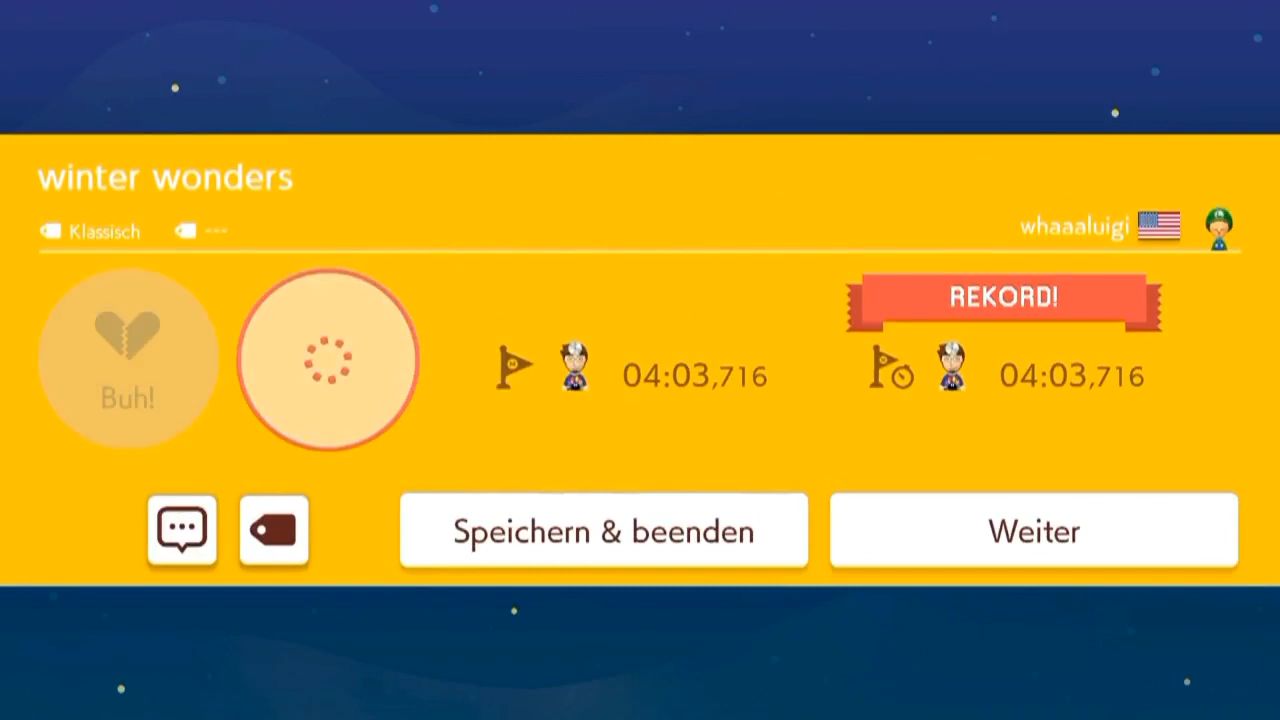 winter wonders
Klassisch
---
whaaaluigi
REKORD!
Buh!
04:03,716
04:03,716
Speichern & beenden
Weiter